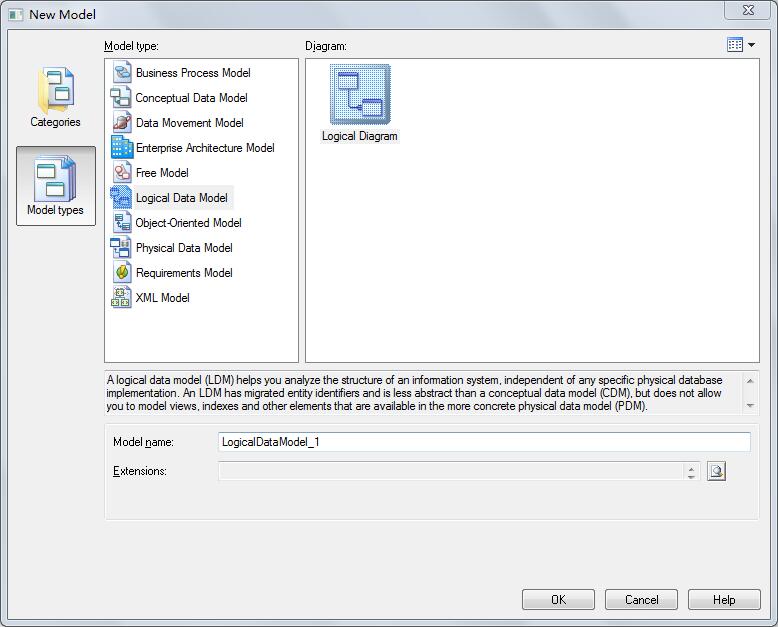 New Model
Model type:
Diagram:
Categories
Model types
Business Process Model
Conceptual Data Model
Data Movement Model
Enterprise Architecture Model
Free Model
Logical Data Model
Object-Oriented Model
Physical Data Model
Requirements Model
XML Model
Logical Diagram
A logical data model (LDM) helps you analyze the structure of an information system, independent of any specific physical database
implementation. An LDM has migrated entity identifiers and is less abstract than a conceptual data model (CDM), but does not allow
you to model views, indexes and other elements that are available in the more concrete physical data model (PDM).
Model name:
LogicalDataModel_1
Extensions:
OK
Cancel
Help